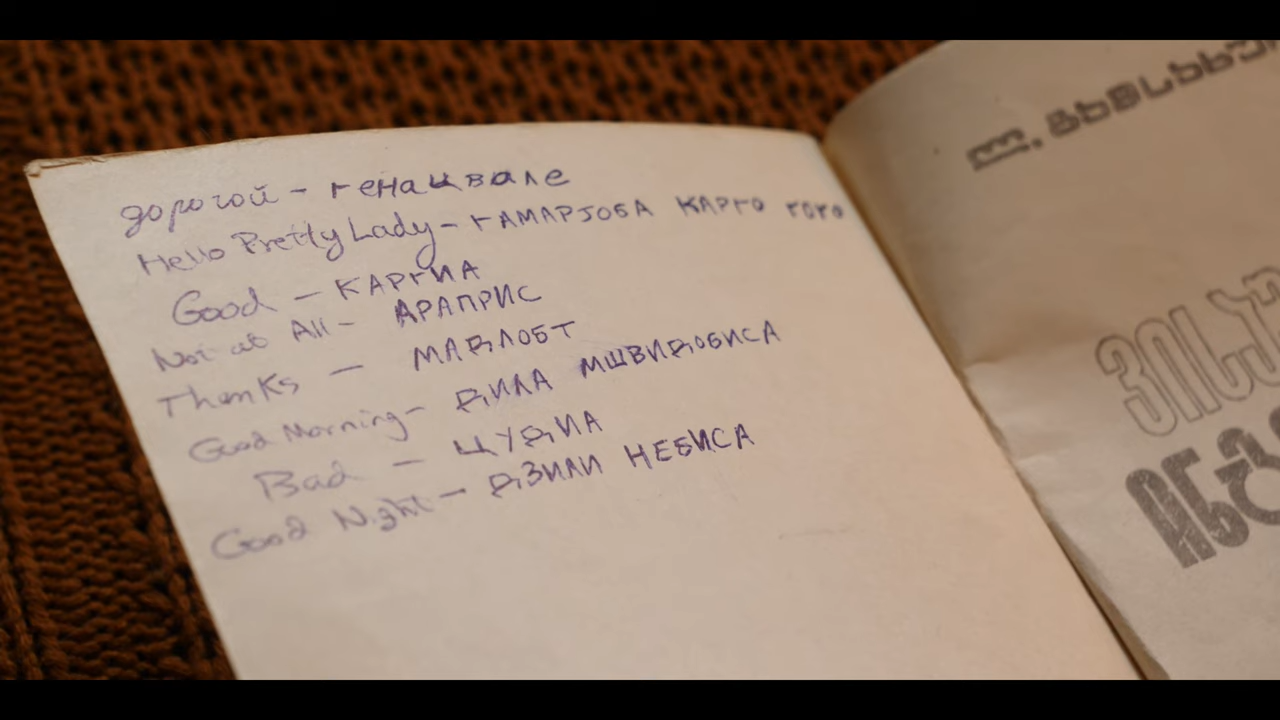 дорогой - генацвале
Hello Pretty Lady - ГАМАРJОБА КАРГО ГОГО
Good - КАРГИА
Not at All - АРАПРИС
Thanks - МАДЛОБТ
Good Morning - ДИЛА МШВИДОБИСА
Bad - ЦУДИА
Good Night - ДЗИЛИ НЕБИСА